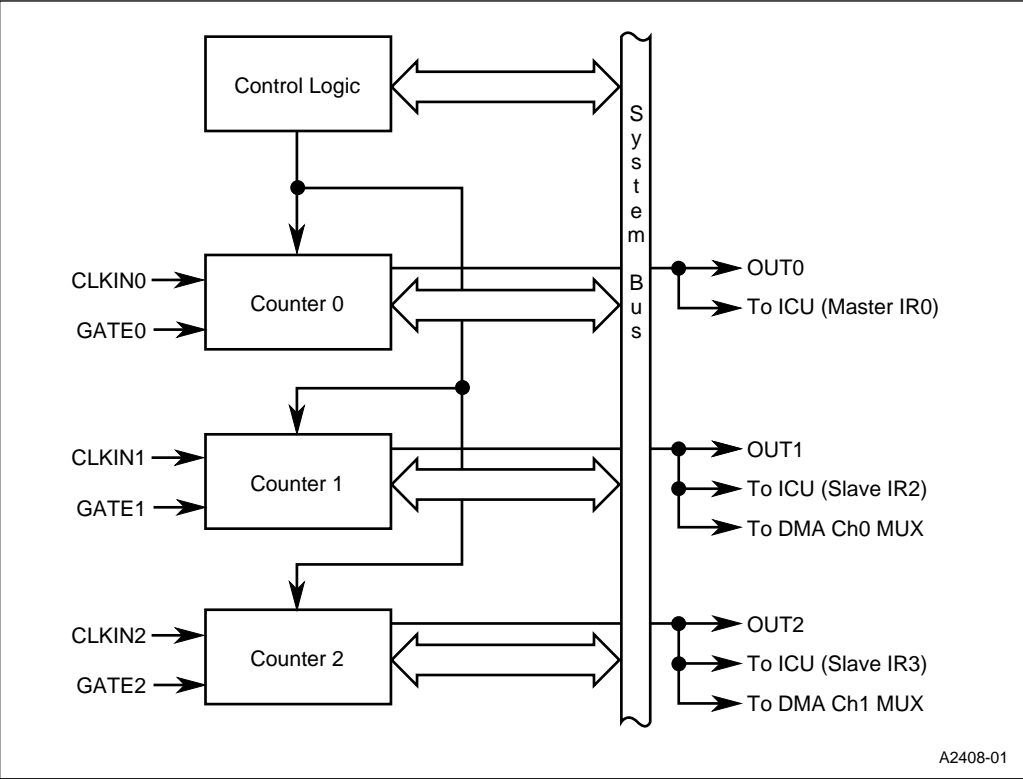 Control Logic
System Bus
CLKIN0
GATE0
Counter 0
OUT0
To ICU (Master IR0)
CLKIN1
GATE1
Counter 1
OUT1
To ICU (Slave IR2)
To DMA Ch0 MUX
CLKIN2
GATE2
Counter 2
OUT2
To ICU (Slave IR3)
To DMA Ch1 MUX
A2408-01